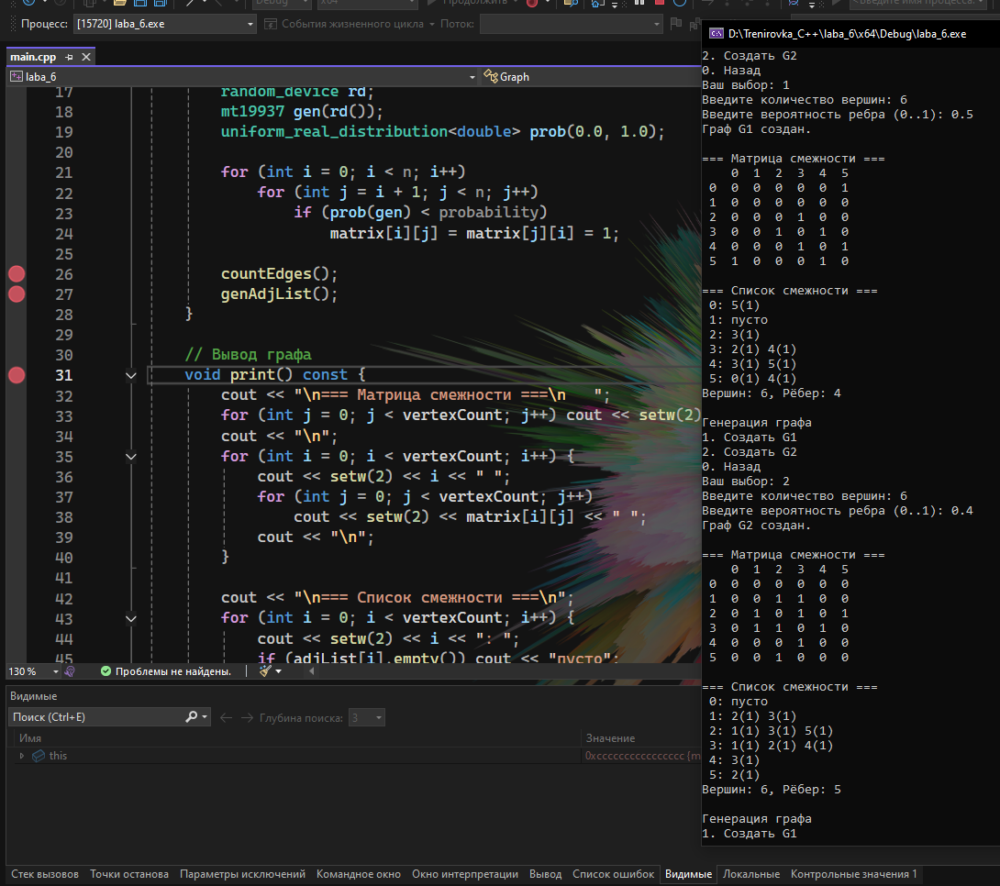 Debug
x64
Продолжить
Процесс: [15720] laba_6.exe
События жизненного цикла
Поток:
main.cpp
laba_6
Graph
17 random_device rd;
18 mt19937 gen(rd());
19 uniform_real_distribution<double> prob(0.0, 1.0);
20
21 for (int i = 0; i < n; i++)
22 for (int j = i + 1; j < n; j++)
23 if (prob(gen) < probability)
24 matrix[i][j] = matrix[j][i] = 1;
25
26 countEdges();
27 genAdjList();
28 }
29
30 // Вывод графа
31 void print() const {
32 cout << "\n=== Матрица смежности ===\n   ";
33 for (int j = 0; j < vertexCount; j++) cout << setw(2)
34 cout << "\n";
35 for (int i = 0; i < vertexCount; i++) {
36 cout << setw(2) << i << " ";
37 for (int j = 0; j < vertexCount; j++)
38 cout << setw(2) << matrix[i][j] << " ";
39 cout << "\n";
40 }
41
42 cout << "\n=== Список смежности ===\n";
43 for (int i = 0; i < vertexCount; i++) {
44 cout << setw(2) << i << ": ";
45 if (adjList[i].empty()) cout << "пусто";
130 %
Проблемы не найдены.
Видимые
Поиск (Ctrl+E)
Глубина поиска: 3
Имя
Значение
this
0xcccccccccccccccc {m
Стек вызовов
Точки останова
Параметры исключений
Командное окно
Окно интерпретации
Вывод
Список ошибок
Видимые
Локальные
Контрольные значения 1
D:\Trenirovka_C++\laba_6\x64\Debug\laba_6.exe
2. Создать G2
0. Назад
Ваш выбор: 1
Введите количество вершин: 6
Введите вероятность ребра (0..1): 0.5
Граф G1 создан.
=== Матрица смежности ===
0 1 2 3 4 5
0 0 0 0 0 0 1
1 0 0 0 0 0 0
2 0 0 0 1 0 0
3 0 0 1 0 1 0
4 0 0 0 1 0 1
5 1 0 0 0 1 0
=== Список смежности ===
0: 5(1)
1: пусто
2: 3(1)
3: 2(1) 4(1)
4: 3(1) 5(1)
5: 0(1) 4(1)
Вершин: 6, Рёбер: 4
Генерация графа
1. Создать G1
2. Создать G2
0. Назад
Ваш выбор: 2
Введите количество вершин: 6
Введите вероятность ребра (0..1): 0.4
Граф G2 создан.
=== Матрица смежности ===
0 1 2 3 4 5
0 0 0 0 0 0 0
1 0 0 1 1 0 0
2 0 1 0 1 0 1
3 0 1 1 0 1 0
4 0 0 0 1 0 0
5 0 0 1 0 0 0
=== Список смежности ===
0: пусто
1: 2(1) 3(1)
2: 1(1) 3(1) 5(1)
3: 1(1) 2(1) 4(1)
4: 3(1)
5: 2(1)
Вершин: 6, Рёбер: 5
Генерация графа
1. Создать G1